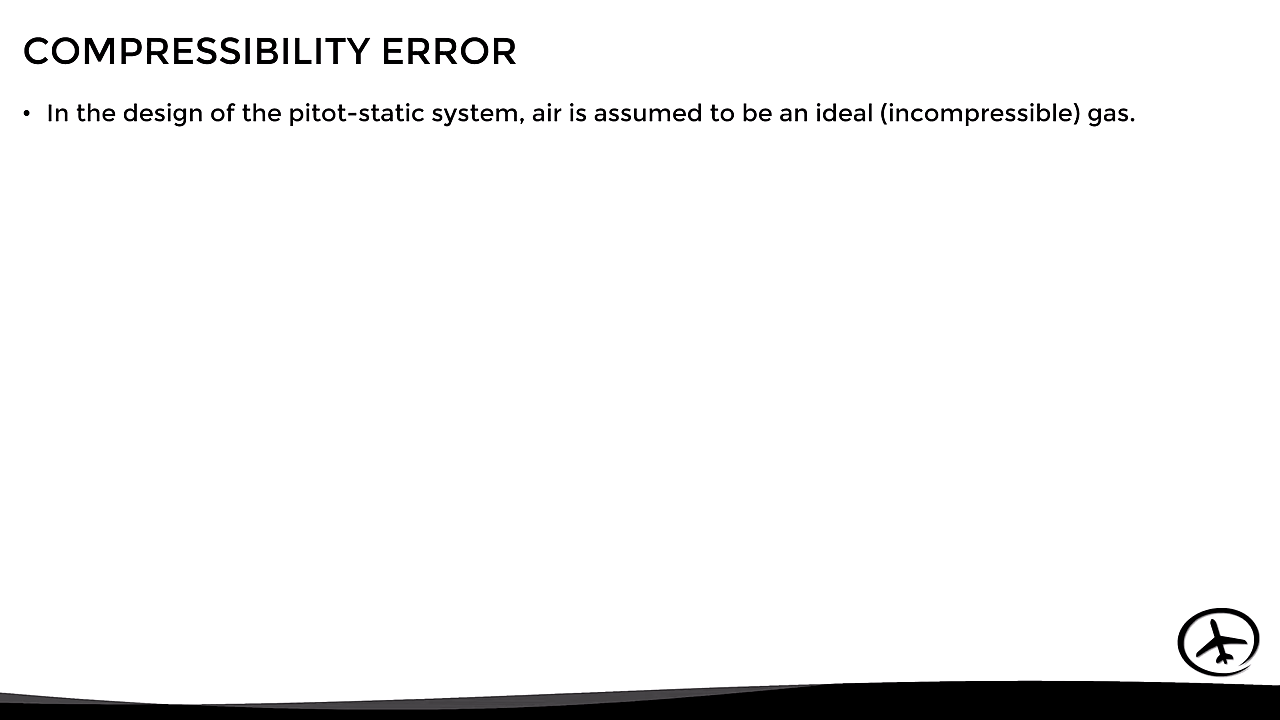 COMPRESSIBILITY ERROR
• In the design of the pitot-static system, air is assumed to be an ideal (incompressible) gas.